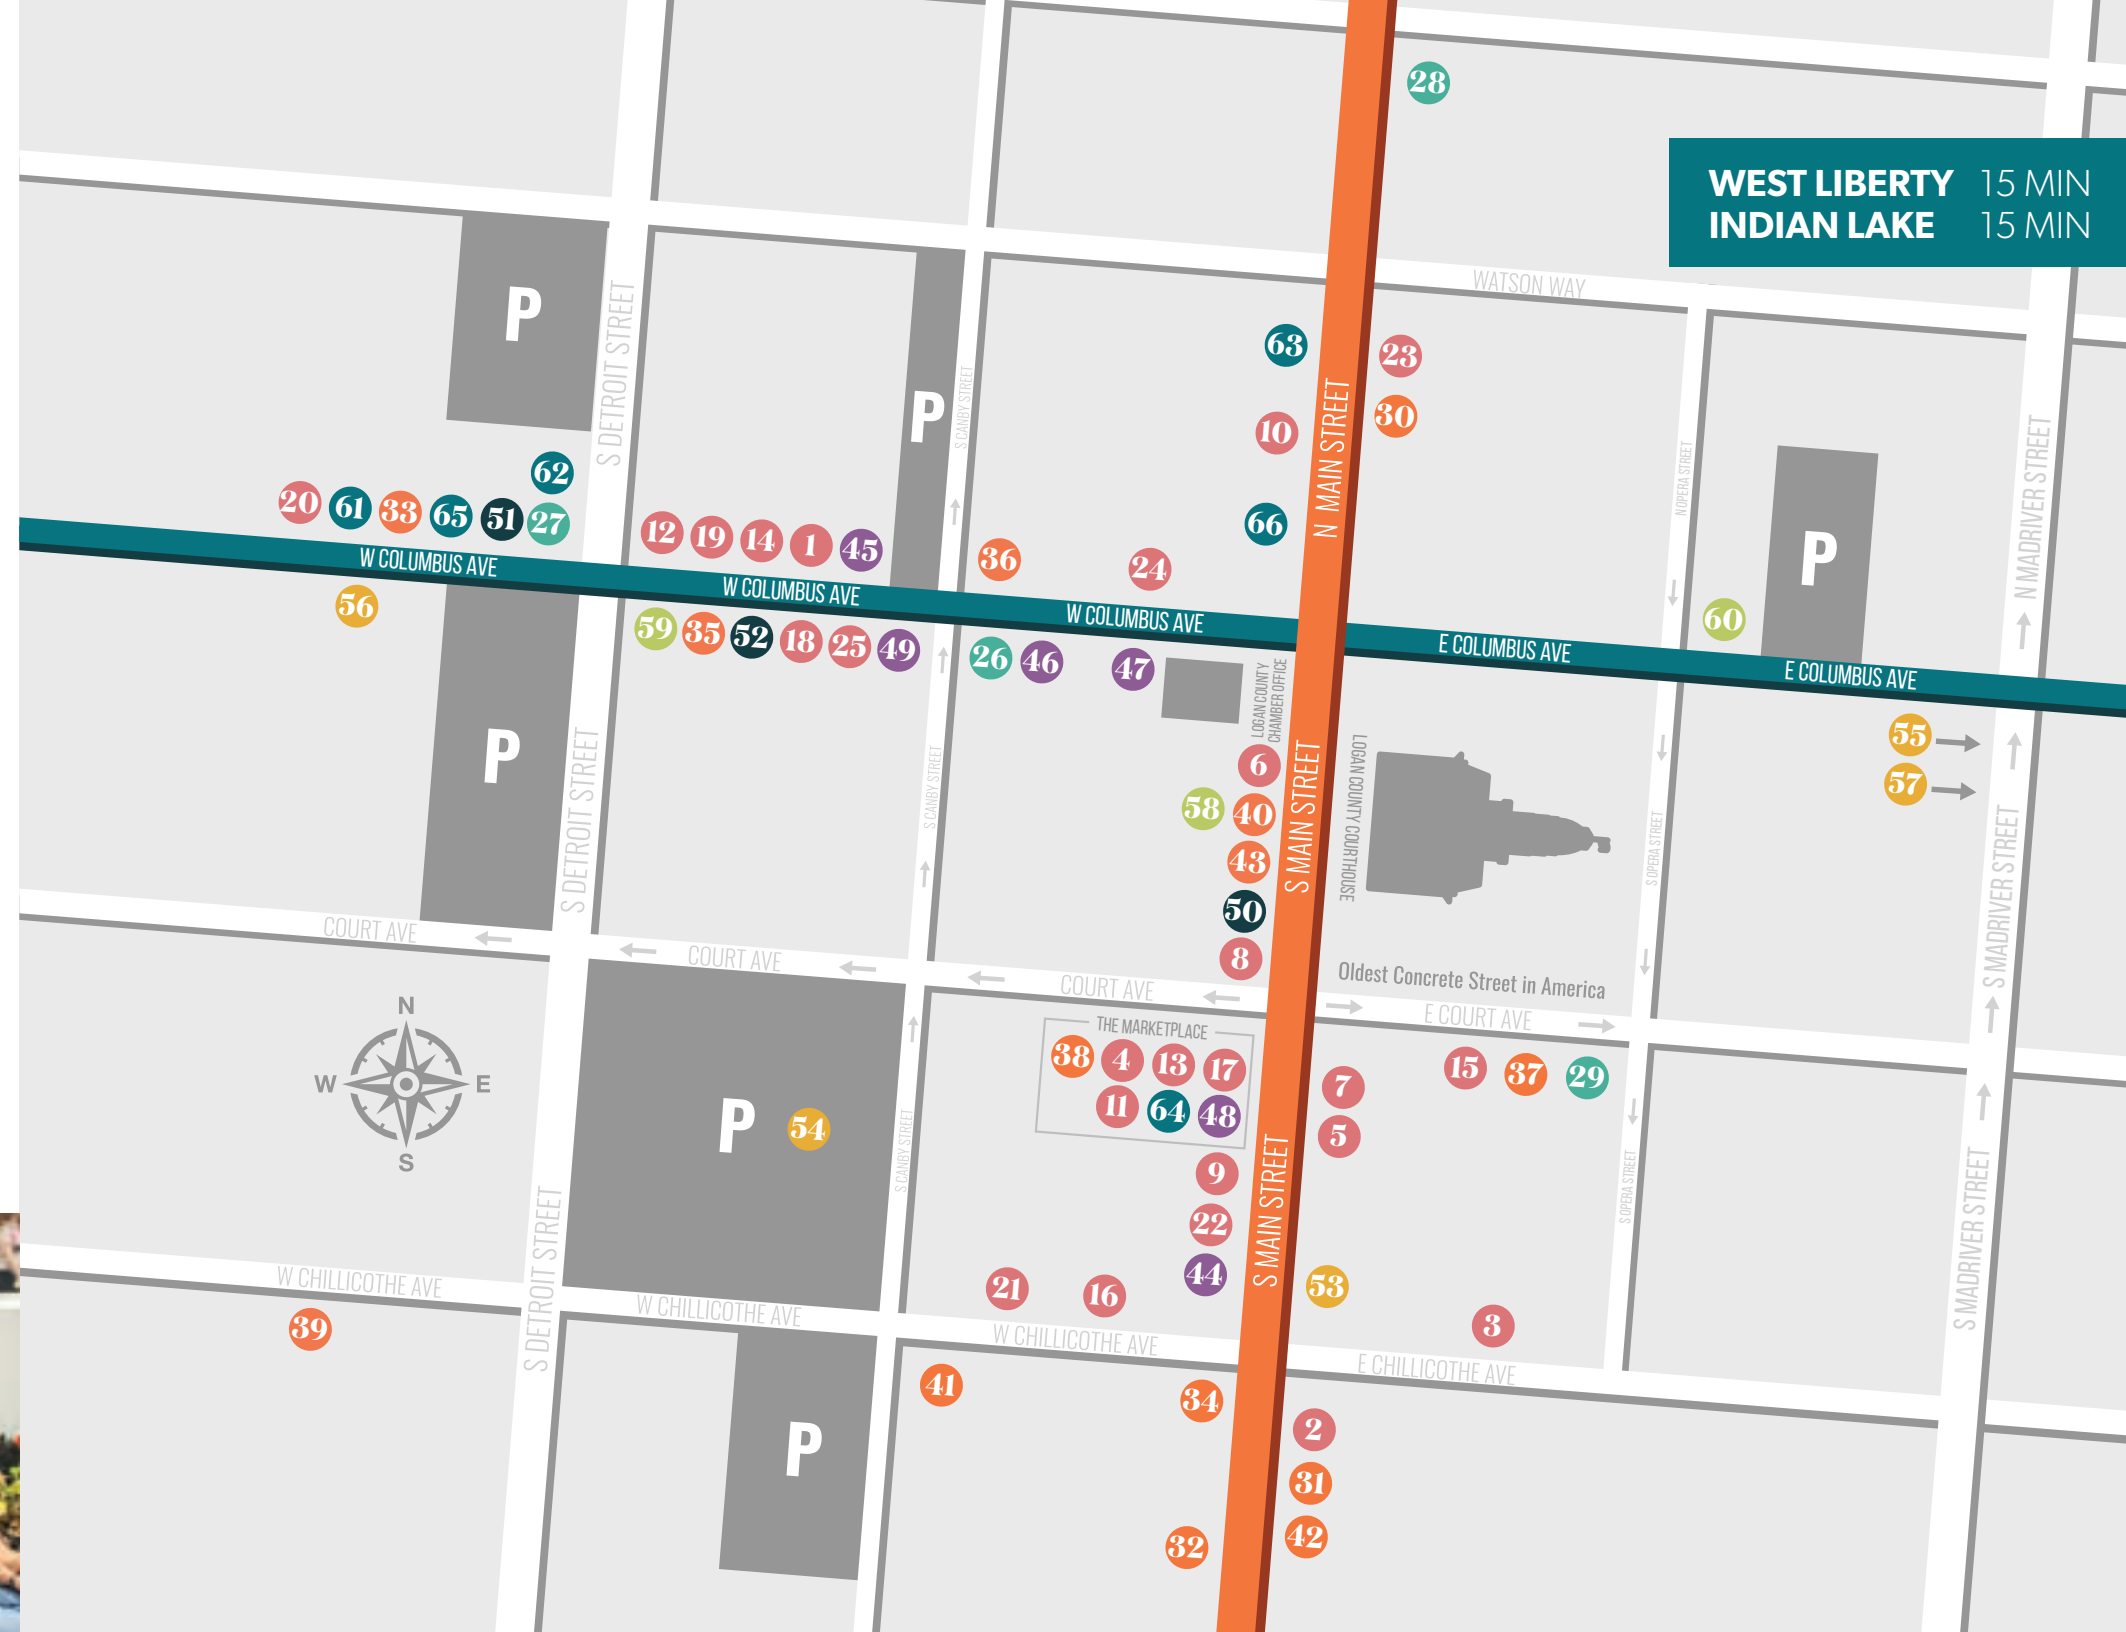 28
WEST LIBERTY 15 MIN
INDIAN LAKE 15 MIN
WATSON WAY
P
S DETROIT STREET
P
S CANBY STREET
63
23
10
30
N MAIN STREET
66
N OPERA STREET
N MADRIVER STREET
P
62
20 61 33 65 51 27
12 19 14 1 45
36
24
W COLUMBUS AVE
W COLUMBUS AVE
W COLUMBUS AVE
E COLUMBUS AVE
E COLUMBUS AVE
60
56
59 35 52 18 25 49
26 46 47
LOGAN COUNTY
CHAMBER OFFICE
P
S DETROIT STREET
S CANBY STREET
6
58 40
43
50
8
S MAIN STREET
LOGAN COUNTY COURTHOUSE
S OPERA STREET
55
57
S MADRIVER STREET
Oldest Concrete Street in America
COURT AVE
COURT AVE
COURT AVE
E COURT AVE
N
W E
S
P
54
S CANBY STREET
THE MARKETPLACE
38 4 13 17
11 64 48
15 37 29
7
5
9
22
44
S MAIN STREET
S OPERA STREET
S MADRIVER STREET
S DETROIT STREET
21
16
53
3
W CHILLICOTHE AVE
W CHILLICOTHE AVE
W CHILLICOTHE AVE
E CHILLICOTHE AVE
39
41
34
2
P
31
32
42